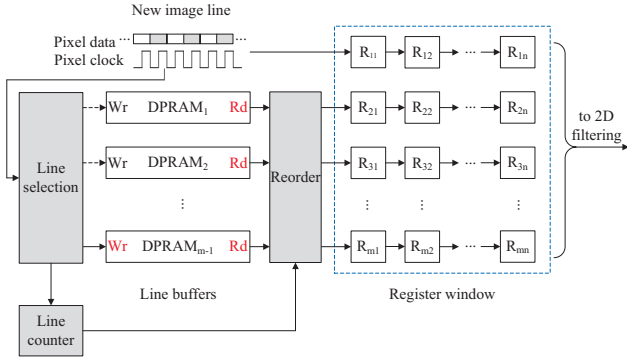 New image line
Pixel data
Pixel clock
R₁₁ R₁₂ ... R₁ₙ
Wr DPRAM₁ Rd
R₂₁ R₂₂ ... R₂ₙ
Line selection
Wr DPRAM₂ Rd
Reorder
R₃₁ R₃₂ ... R₃ₙ
to 2D filtering
Wr DPRAMₘ₋₁ Rd
Rₘ₁ Rₘ₂ ... Rₘₙ
Line buffers
Register window
Line counter